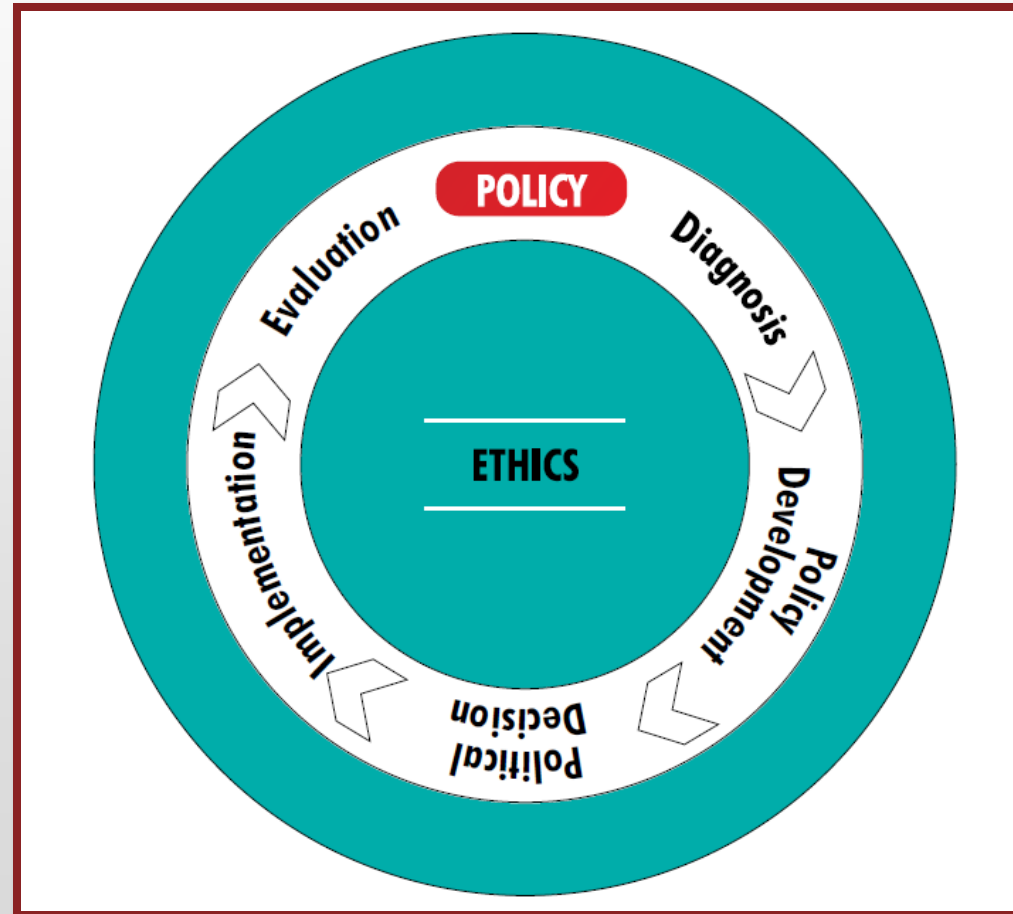 POLICY
Diagnosis
Policy
Development
Political
Decision
Implementation
Evaluation
ETHICS